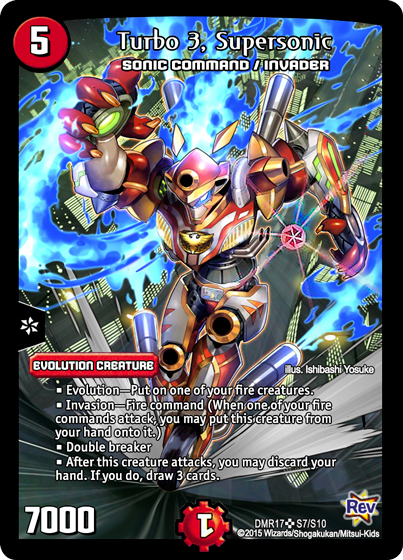 5
Turbo 3, Supersonic
SONIC COMMAND / INVADER
illus. Ishibashi Yosuke
EVOLUTION CREATURE
▪ Evolution—Put on one of your fire creatures.
▪ Invasion—Fire command (When one of your fire
commands attack, you may put this creature from
your hand onto it.)
▪ Double breaker
▪ After this creature attacks, you may discard your
hand. If you do, draw 3 cards.
7000
1
DMR17 S7/S10
©2015 Wizards/Shogakukan/Mitsui-Kids
Rev